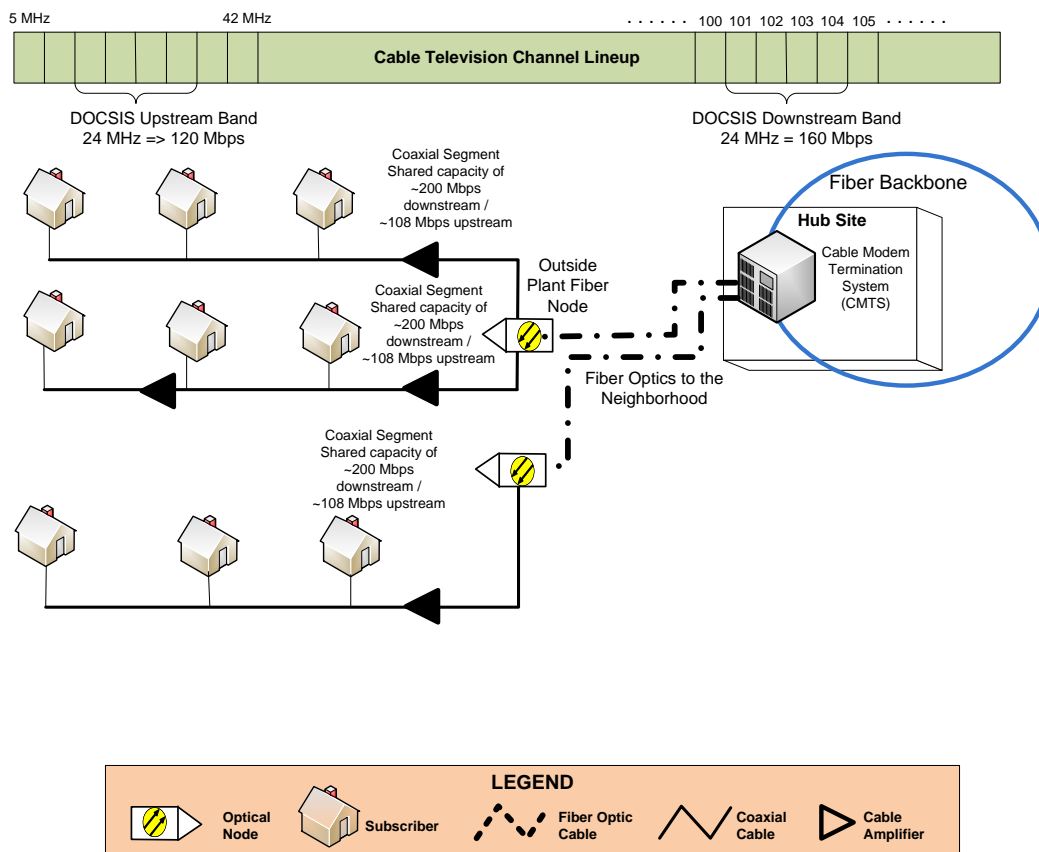 5 MHz
42 MHz
. . . . . .
100
101
102
103
104
105
. . . . . .
Cable Television Channel Lineup
DOCSIS Upstream Band
24 MHz => 120 Mbps
DOCSIS Downstream Band
24 MHz = 160 Mbps
Coaxial Segment
Shared capacity of
~200 Mbps
downstream /
~108 Mbps upstream
Fiber Backbone
Hub Site
Cable Modem
Termination
System
(CMTS)
Outside
Plant Fiber
Node
Coaxial Segment
Shared capacity of
~200 Mbps
downstream /
~108 Mbps upstream
Fiber Optics to the
Neighborhood
Coaxial Segment
Shared capacity of
~200 Mbps
downstream /
~108 Mbps upstream
LEGEND
Optical
Node
Subscriber
Fiber Optic
Cable
Coaxial
Cable
Cable
Amplifier